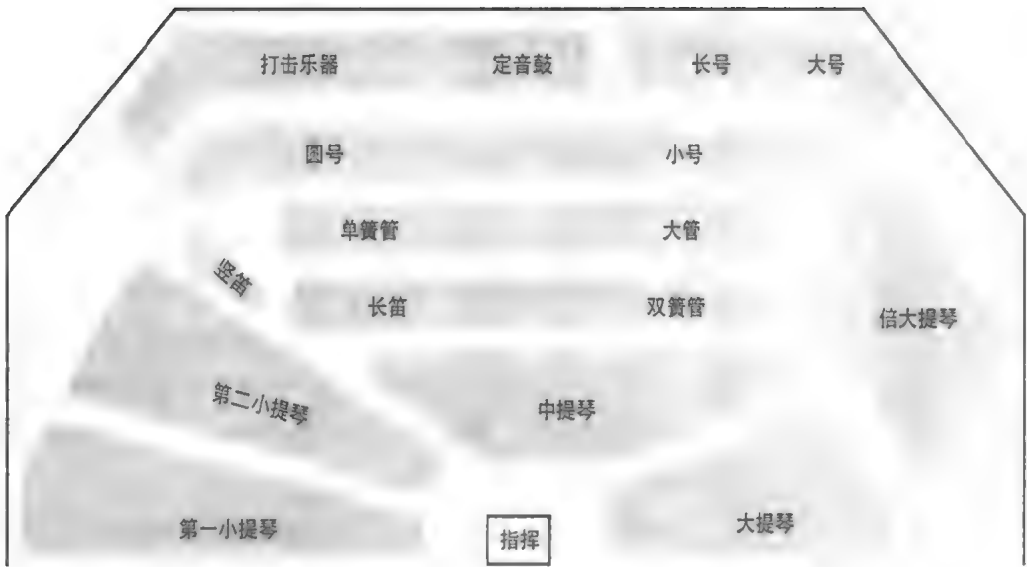 打击乐器 定音鼓 长号 大号
圆号 小号
单簧管 大管
竖笛
长笛 双簧管
倍大提琴
第二小提琴
中提琴
第一小提琴
大提琴
指挥